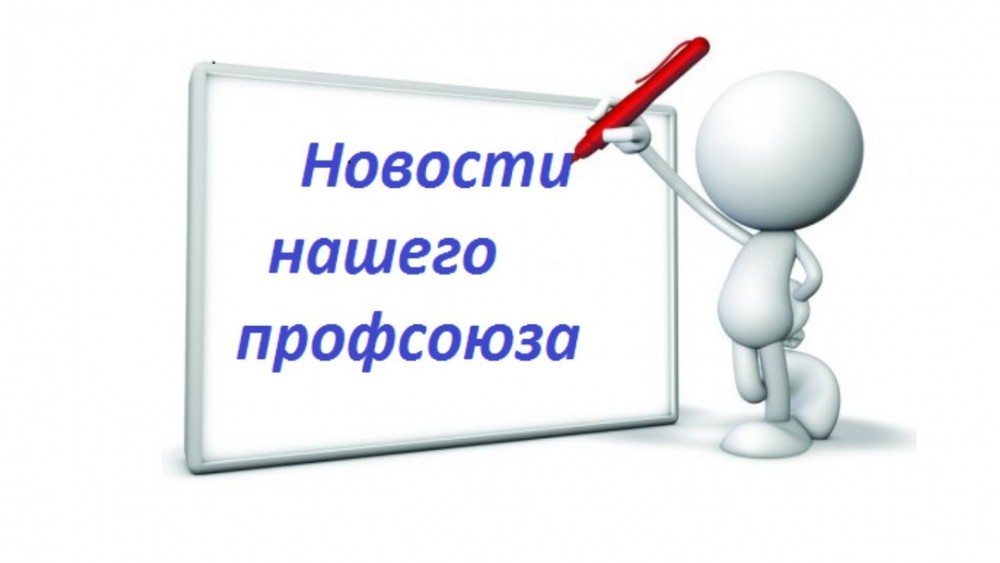 Новости
нашего
профсоюза